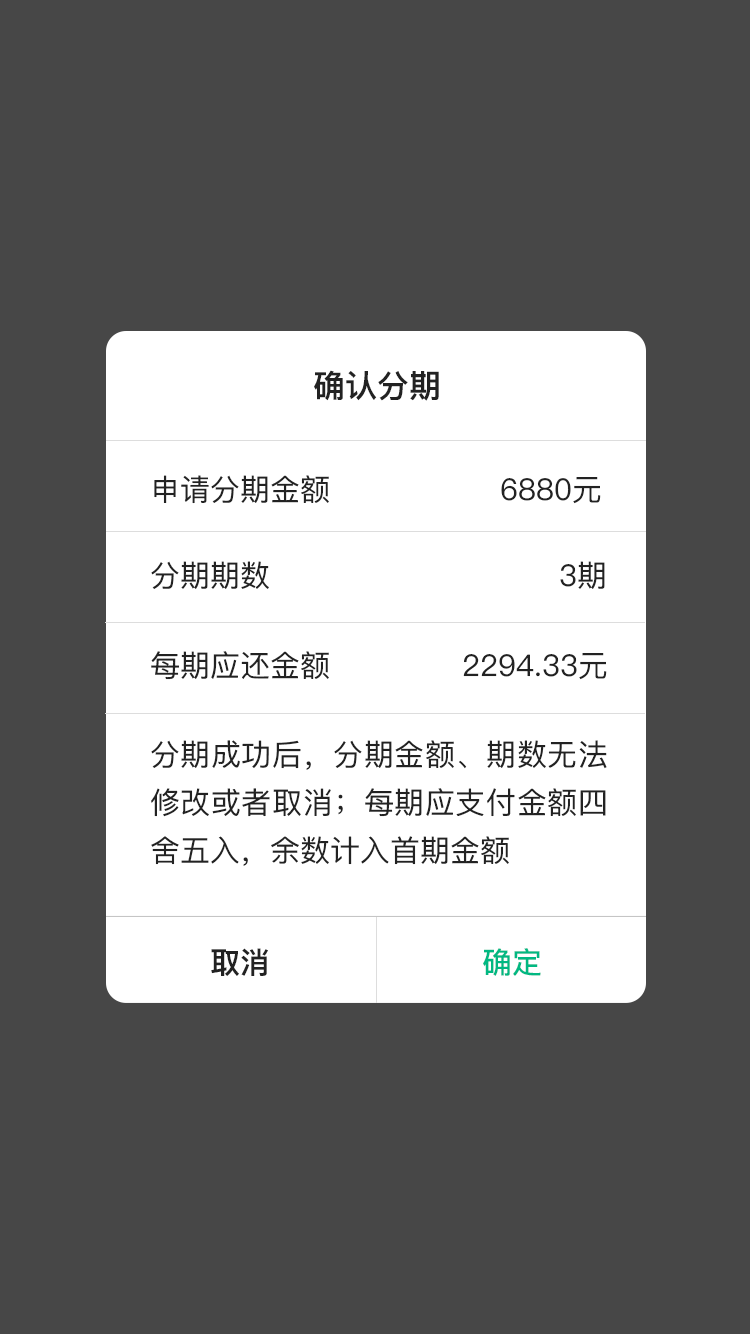 确认分期
申请分期金额 6880元
分期期数 3期
每期应还金额 2294.33元
分期成功后，分期金额、期数无法
修改或者取消；每期应支付金额四
舍五入，余数计入首期金额
取消 确定